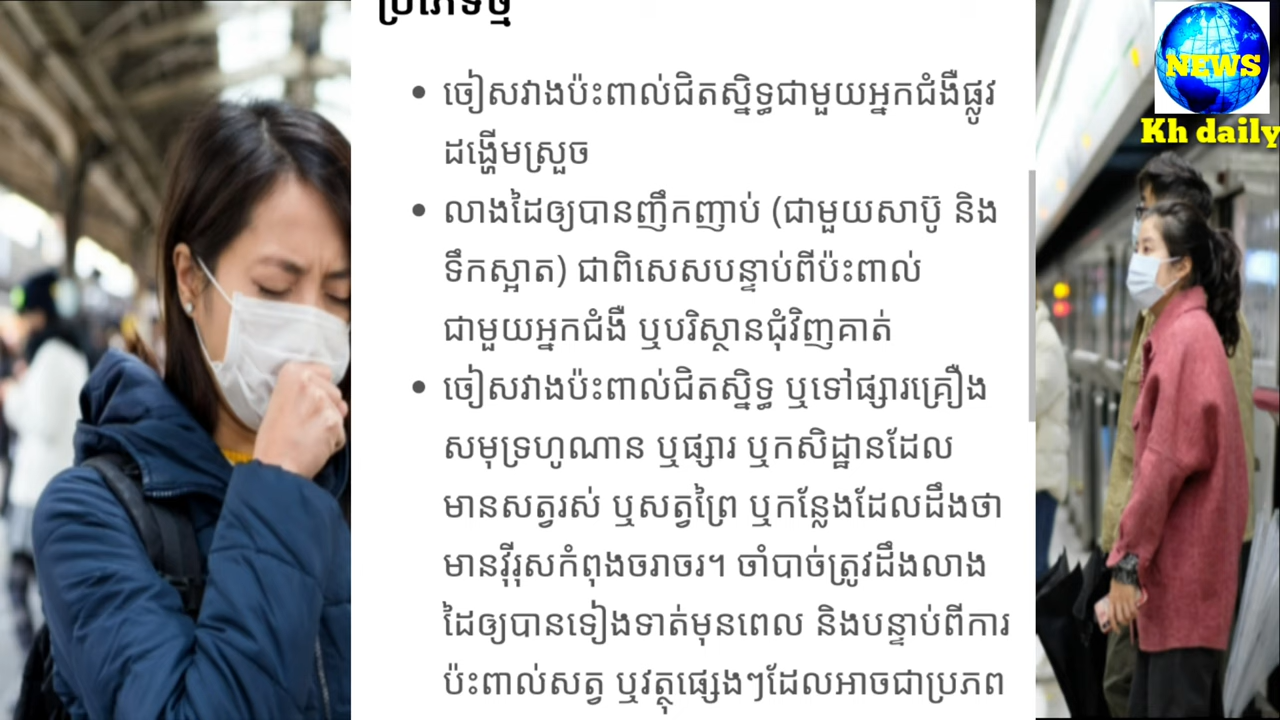 ប្រភេទថ្មី
ចៀសវាងប៉ះពាល់ជិតស្និទ្ធជាមួយអ្នកជំងឺផ្លូវ
ដង្ហើមស្រួច
លាងដៃឲ្យបានញឹកញាប់ (ជាមួយសាប៊ូ និង
ទឹកស្អាត) ជាពិសេសបន្ទាប់ពីប៉ះពាល់
ជាមួយអ្នកជំងឺ ឬបរិស្ថានជុំវិញគាត់
ចៀសវាងប៉ះពាល់ជិតស្និទ្ធ ឬទៅផ្សារគ្រឿង
សមុទ្រហូណាន ឬផ្សារ ឬកសិដ្ឋានដែល
មានសត្វរស់ ឬសត្វព្រៃ ឬកន្លែងដែលដឹងថា
មានវ៉ីរុសកំពុងចរាចរ។ ចាំបាច់ត្រូវដឹងលាង
ដៃឲ្យបានទៀងទាត់មុនពេល និងបន្ទាប់ពីការ
ប៉ះពាល់សត្វ ឬវត្ថុផ្សេងៗដែលអាចជាប្រភព
NEWS
Kh daily